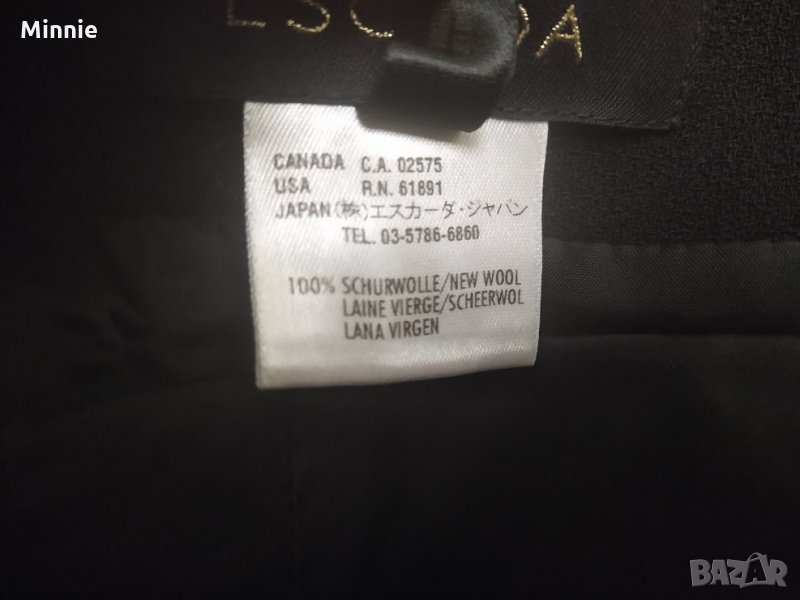 Minnie
CANADA C.A. 02575
USA R.N. 61891
JAPAN(株)エスカーダ・ジャパン
TEL. 03-5786-6860
100% SCHURWOLLE/NEW WOOL
LAINE VIERGE/SCHEERWOL
LANA VIRGEN
BAZAR